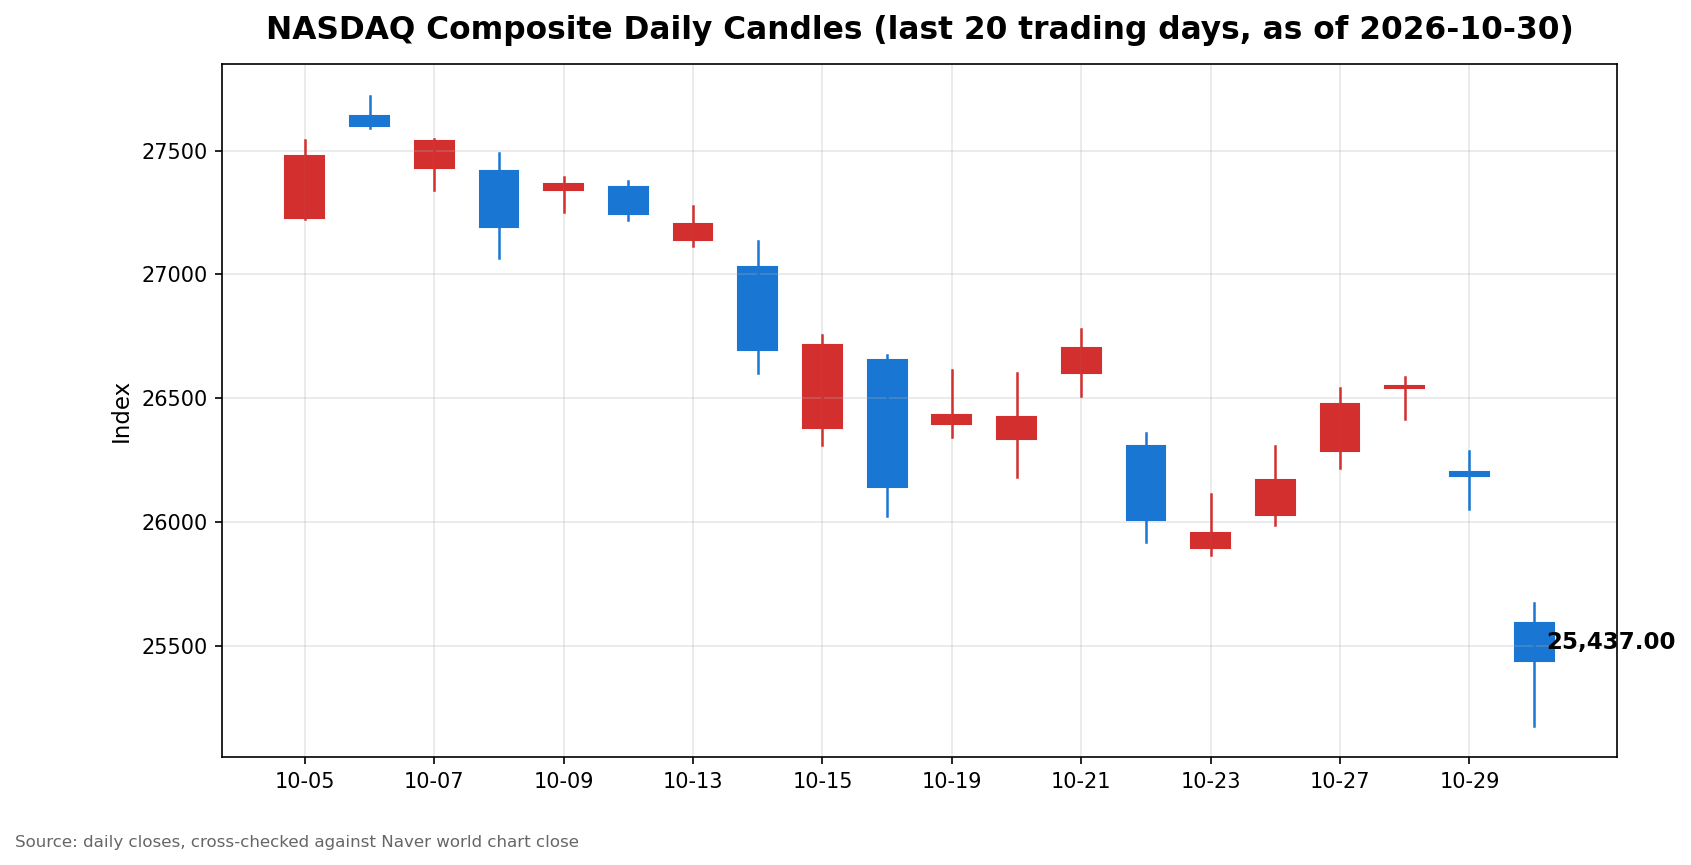 NASDAQ Composite Daily Candles (last 20 trading days, as of 2026-10-30)
Index
27500
27000
26500
26000
25500
25,437.00
10-05 10-07 10-09 10-13 10-15 10-19 10-21 10-23 10-27 10-29
Source: daily closes, cross-checked against Naver world chart close